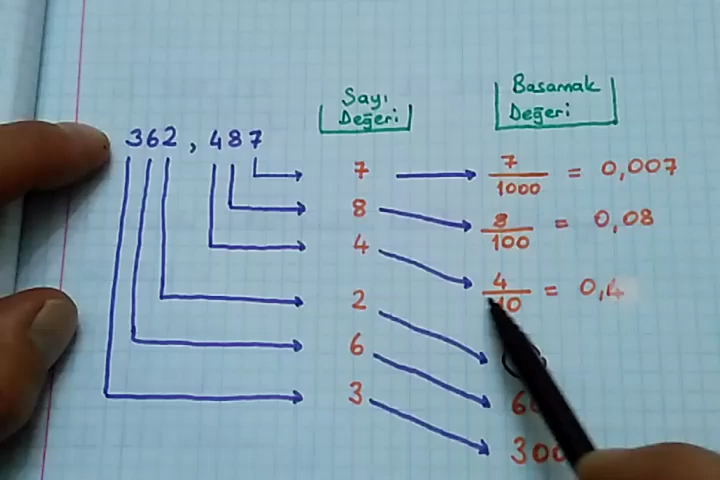 Sayı Değeri
Basamak Değeri
362,487
7 7/1000 = 0,007
8 8/100 = 0,08
4 4/10 = 0,4
2
6
3 300